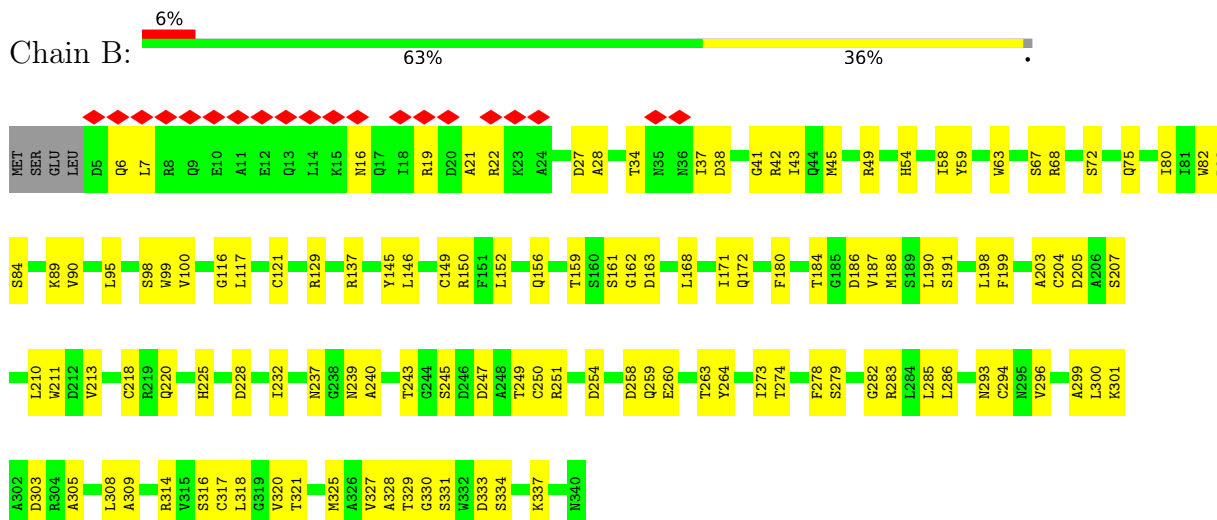 6%
Chain B:
63% 36% •
MET SER GLU LEU D5 Q6 L7 R8 Q9 E10 A11 E12 Q13 L14 K15 N16 Q17 I18 R19 D20 A21 R22 K23 A24 D27 A28 T34 N35 N36 I37 D38 G41 R42 I43 Q44 M45 R49 H54 I58 Y59 W63 S67 R68 S72 Q75 I80 I81 W82
S84 K89 V90 L95 S98 W99 V100 G116 L117 C121 R129 R137 Y145 L146 C149 R150 F151 L152 Q156 T159 S160 S161 G162 D163 L168 I171 Q172 F180 T184 G185 D186 V187 M188 S189 L190 S191 L198 F199 A203 C204 D205 A206 S207
L210 W211 D212 V213 C218 R219 Q220 H225 D228 I232 N237 G238 N239 A240 T243 G244 S245 D246 D247 A248 T249 C250 R251 D254 D258 Q259 E260 T263 Y264 I273 T274 F278 S279 G282 R283 L284 L285 L286 N293 C294 N295 V296 A299 L300 K301
A302 D303 R304 A305 L308 A309 R314 V315 S316 C317 L318 G319 V320 T321 M325 A326 V327 A328 T329 G330 S331 W332 D333 S334 K337 N340